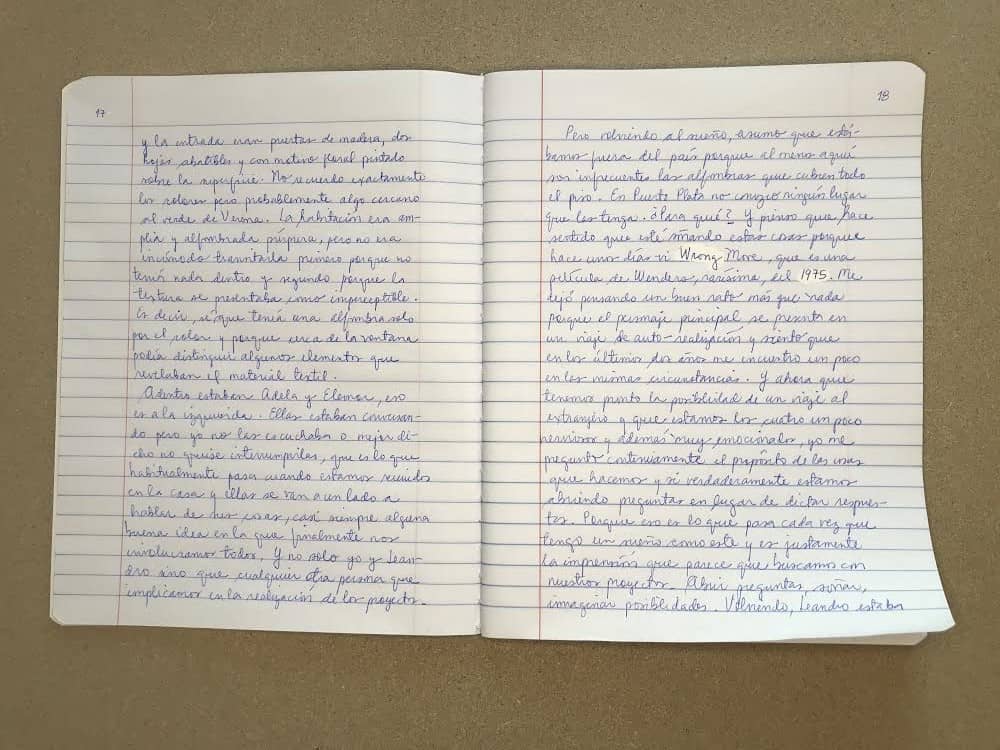 17
y la entrada eran puertas de madera, dos
hojas abatibles y con motivo floral pintado
sobre la superficie. No recuerdo exactamente
los colores pero probablemente algo cercano
al verde de Verona. La habitación era am-
plia y alfombrada púrpura, pero no era
incómodo transitarla primero porque no
tenía nada dentro y segundo porque la
textura se presentaba como imperceptible.
Es decir, sé que tenía una alfombra solo
por el color y porque cerca de la ventana
podía distinguir algunos elementos que
revelaban el material textil.
Adentro estaban Adela y Eleonor, eso
es a la izquierda. Ellas estaban conversan-
do pero yo no las escuchaba o mejor di-
cho no quise interrumpirlas, que es lo que
habitualmente pasa cuando estamos reunidos
en la casa y ellas se van a un lado a
hablar de sus cosas, casi siempre alguna
buena idea en la que finalmente nos
involucramos todos. Y no solo yo y Lean-
dro sino que cualquier otra persona que
implicamos en la realización de los proyectos.
18
Pero volviendo al sueño, asumo que está-
bamos fuera del país porque al menos aquí
son infrecuentes las alfombras que cubren todo
el piso. En Puerto Plata no conozco ningún lugar
que las tenga. ¿Para qué? Y pienso que hace
sentido que esté soñando estas cosas porque
hace unos días vi Wrong Move, que es una
película de Wenders, rarísima, del 1975. Me
dejó pensando un buen rato más que nada
porque el personaje principal se presenta en
un viaje de auto-realización y siento que
en los últimos dos años me encuentro un poco
en las mismas circunstancias. Y ahora que
tenemos pronto la posibilidad de un viaje al
extranjero y que estamos los cuatro un poco
nerviosos y además muy emocionados, yo me
pregunto continuamente el propósito de las cosas
que hacemos y si verdaderamente estamos
abriendo preguntas en lugar de dictar respues-
tas. Porque eso es lo que pasa cada vez que
tengo un sueño como este y es justamente
la impresión que parece que buscamos con
nuestros proyectos. Abrir preguntas, soñar,
imaginar posibilidades. Volviendo, Leandro estaba